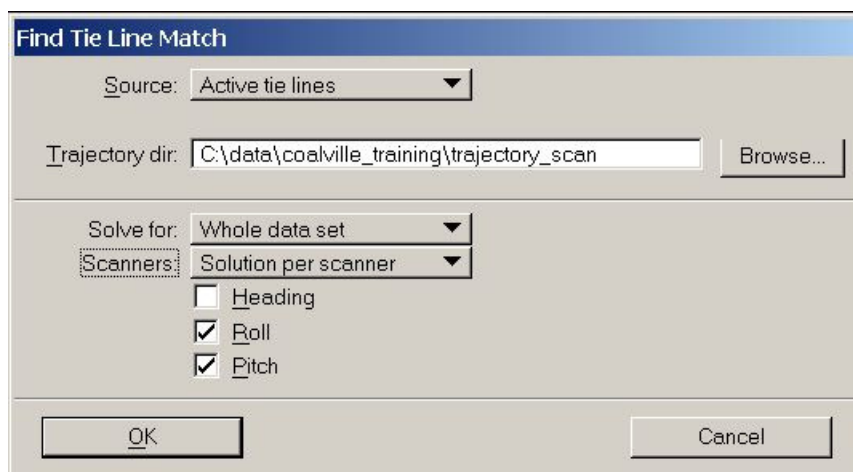 Find Tie Line Match
Source: Active tie lines
Trajectory dir: C:\data\coalville_training\trajectory_scan Browse...
Solve for: Whole data set
Scanners: Solution per scanner
Heading
Roll
Pitch
OK Cancel